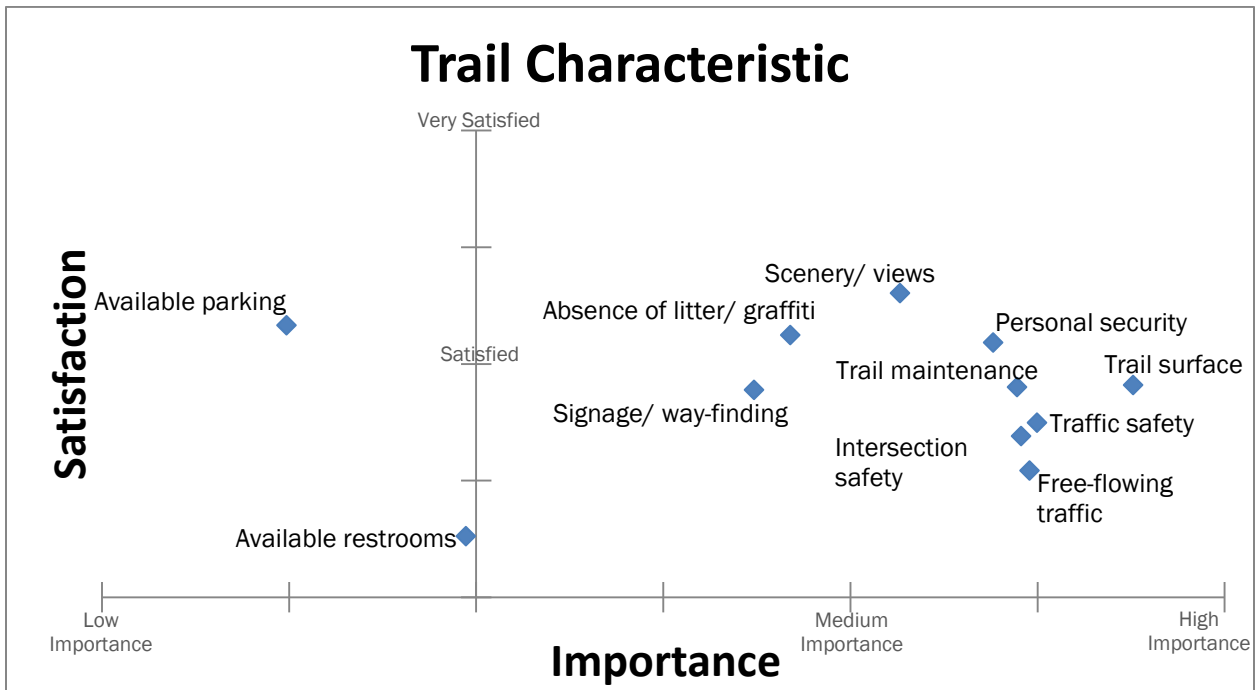 Trail Characteristic
Very Satisfied
Scenery/ views
Available parking
Absence of litter/ graffiti
Personal security
Satisfied
Trail surface
Trail maintenance
Signage/ way-finding
Traffic safety
Intersection
safety
Free-flowing
traffic
Available restrooms
Satisfaction
Low
Importance
Medium
Importance
High
Importance
Importance